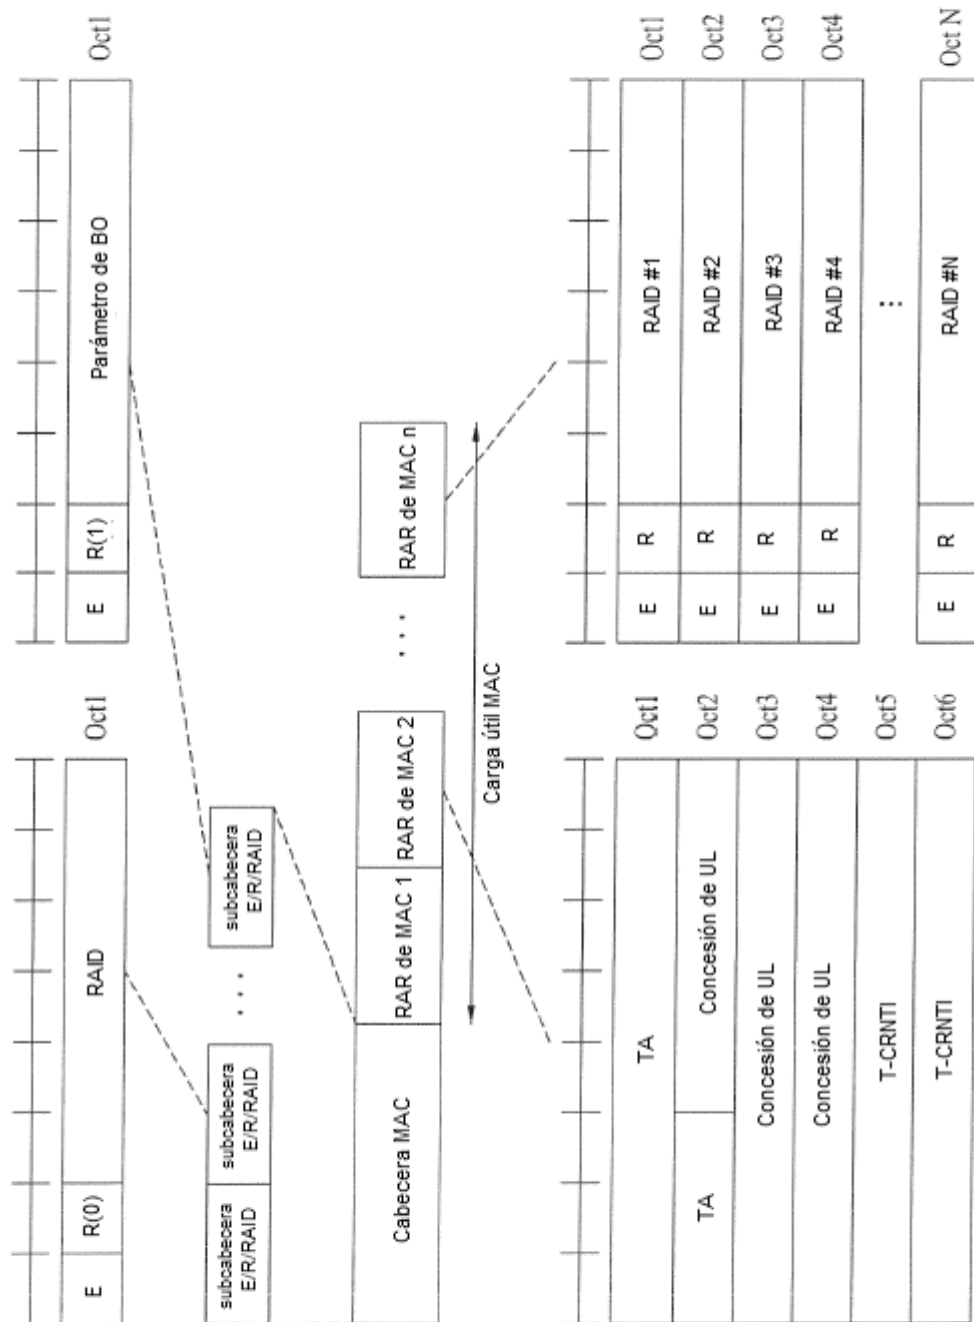 E R(0) RAID Oct1
E R(1) Parámetro de BO Oct1
subcabecera
E/R/RAID
subcabecera
E/R/RAID
...
subcabecera
E/R/RAID
Cabecera MAC RAR de MAC 1 RAR de MAC 2 ... RAR de MAC n
Carga útil MAC
TA Oct1
TA Concesión de UL Oct2
Concesión de UL Oct3
Concesión de UL Oct4
T-CRNTI Oct5
T-CRNTI Oct6
E R RAID #1 Oct1
E R RAID #2 Oct2
E R RAID #3 Oct3
E R RAID #4 Oct4
...
E R RAID #N Oct N